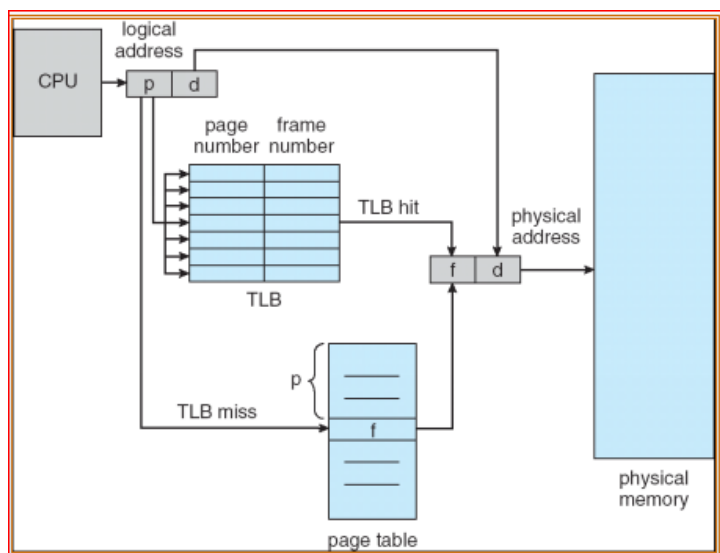 logical
address
CPU
p d
page frame
number number
TLB hit
physical
address
f d
TLB
p
TLB miss
f
physical
memory
page table